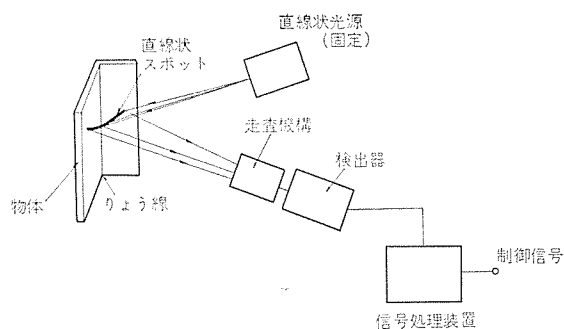 直線状光源
(固定)
直線状
スポット
走査機構
検出器
物体
りょう線
制御信号
信号処理装置